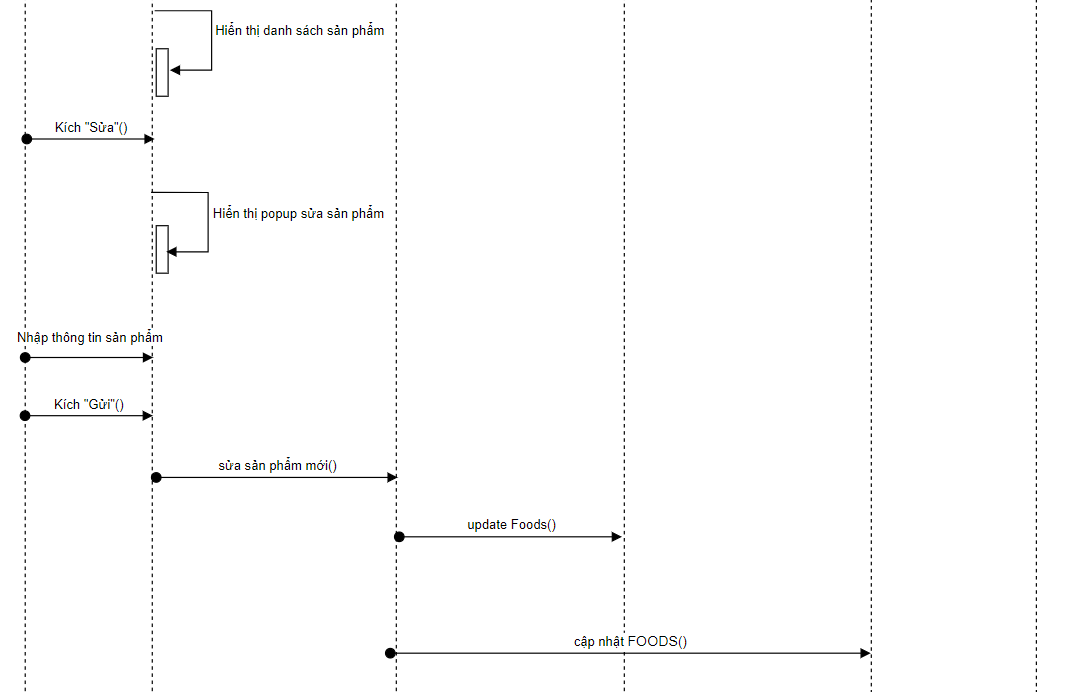 Hiển thị danh sách sản phẩm
Kích "Sửa"()
Hiển thị popup sửa sản phẩm
Nhập thông tin sản phẩm
Kích "Gửi"()
sửa sản phẩm mới()
update Foods()
cập nhật FOODS()